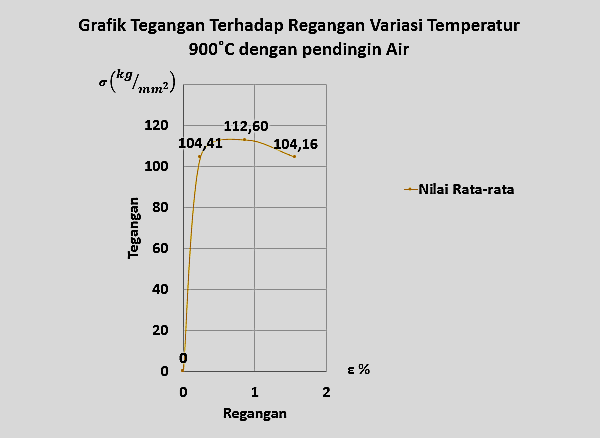 Grafik Tegangan Terhadap Regangan Variasi Temperatur
900˚C dengan pendingin Air
σ (kg/mm²)
120
100
80
60
40
20
0
Tegangan
104,41
112,60
104,16
0
Nilai Rata-rata
0 1 2
ε %
Regangan